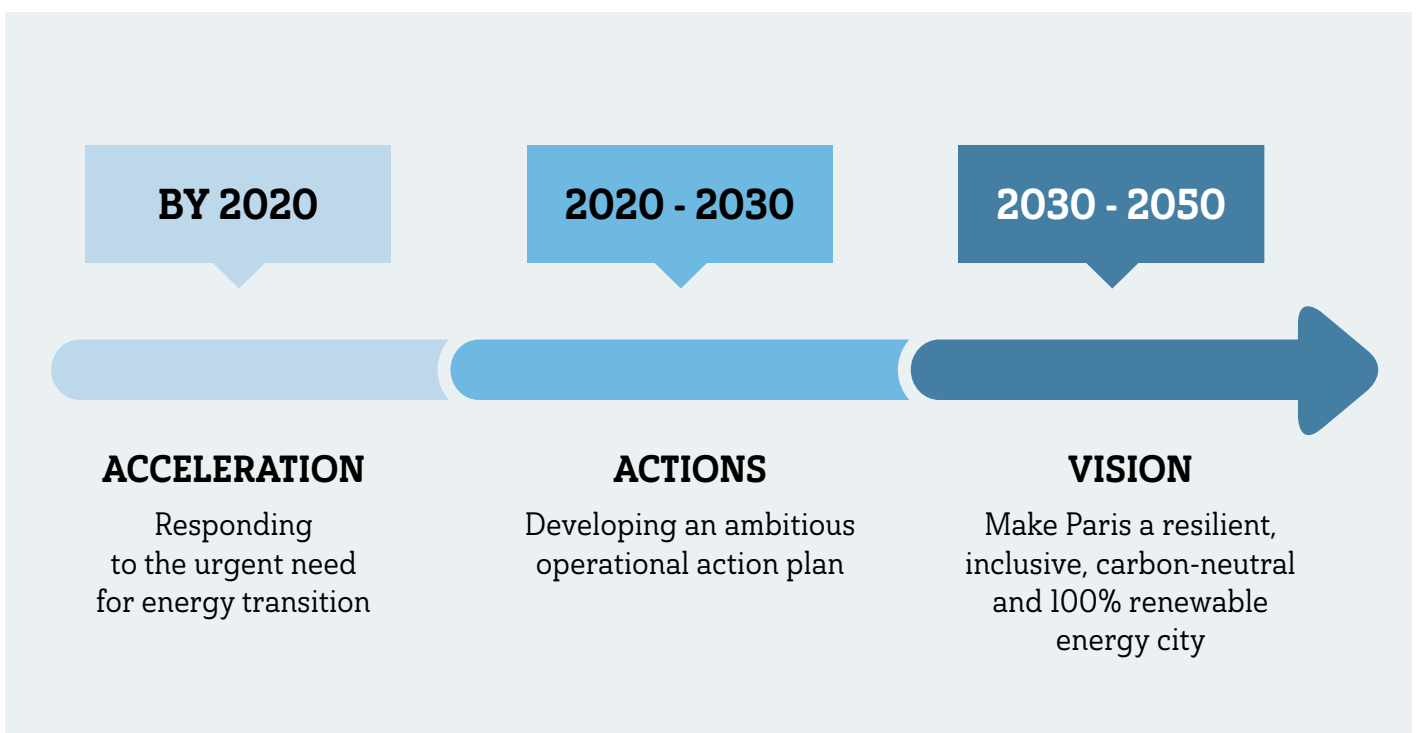 BY 2020
2020 - 2030
2030 - 2050
ACCELERATION
Responding
to the urgent need
for energy transition
ACTIONS
Developing an ambitious
operational action plan
VISION
Make Paris a resilient,
inclusive, carbon-neutral
and 100% renewable
energy city